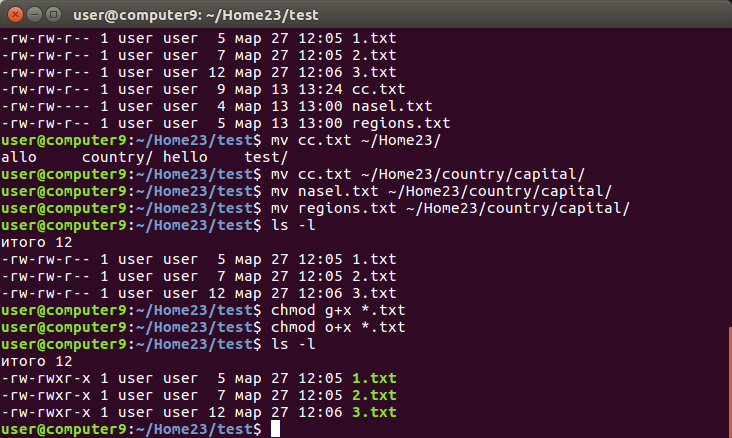 user@computer9: ~/Home23/test
-rw-rw-r-- 1 user user  5 мар 27 12:05 1.txt
-rw-rw-r-- 1 user user  7 мар 27 12:05 2.txt
-rw-rw-r-- 1 user user 12 мар 27 12:06 3.txt
-rw-rw-r-- 1 user user  9 мар 13 13:24 cc.txt
-rw-rw---- 1 user user  4 мар 13 13:00 nasel.txt
-rw-rw-r-- 1 user user  5 мар 13 13:00 regions.txt
user@computer9:~/Home23/test$ mv cc.txt ~/Home23/
allo     country/ hello    test/
user@computer9:~/Home23/test$ mv cc.txt ~/Home23/country/capital/
user@computer9:~/Home23/test$ mv nasel.txt ~/Home23/country/capital/
user@computer9:~/Home23/test$ mv regions.txt ~/Home23/country/capital/
user@computer9:~/Home23/test$ ls -l
итого 12
-rw-rw-r-- 1 user user  5 мар 27 12:05 1.txt
-rw-rw-r-- 1 user user  7 мар 27 12:05 2.txt
-rw-rw-r-- 1 user user 12 мар 27 12:06 3.txt
user@computer9:~/Home23/test$ chmod g+x *.txt
user@computer9:~/Home23/test$ chmod o+x *.txt
user@computer9:~/Home23/test$ ls -l
итого 12
-rw-rwxr-x 1 user user  5 мар 27 12:05 1.txt
-rw-rwxr-x 1 user user  7 мар 27 12:05 2.txt
-rw-rwxr-x 1 user user 12 мар 27 12:06 3.txt
user@computer9:~/Home23/test$